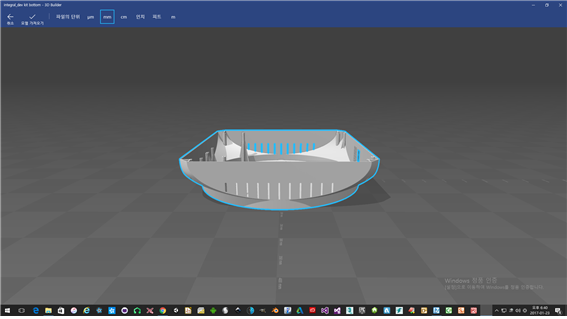 integral_dev kit bottom - 3D Builder
취소
모델 가져오기
파일의 단위 μm mm cm 인치 피트 m
Windows 정품 인증
[설정]으로 이동하여 Windows를 정품 인증합니다.
오후 6:40
2017-01-22